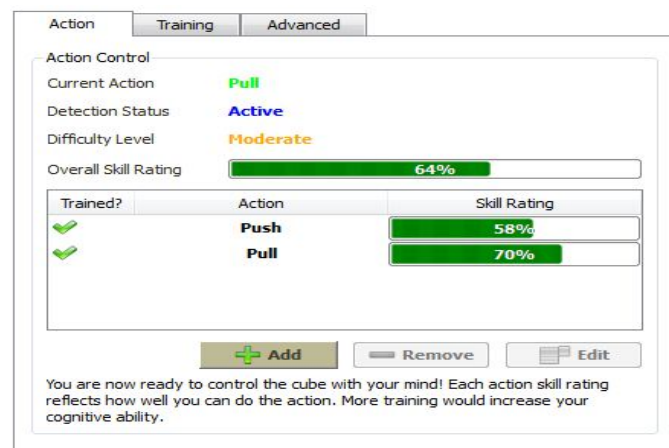 Action Training Advanced
Action Control
Current Action Pull
Detection Status Active
Difficulty Level Moderate
Overall Skill Rating 64%
Trained? Action Skill Rating
Push 58%
Pull 70%
Add Remove Edit
You are now ready to control the cube with your mind! Each action skill rating
reflects how well you can do the action. More training would increase your
cognitive ability.